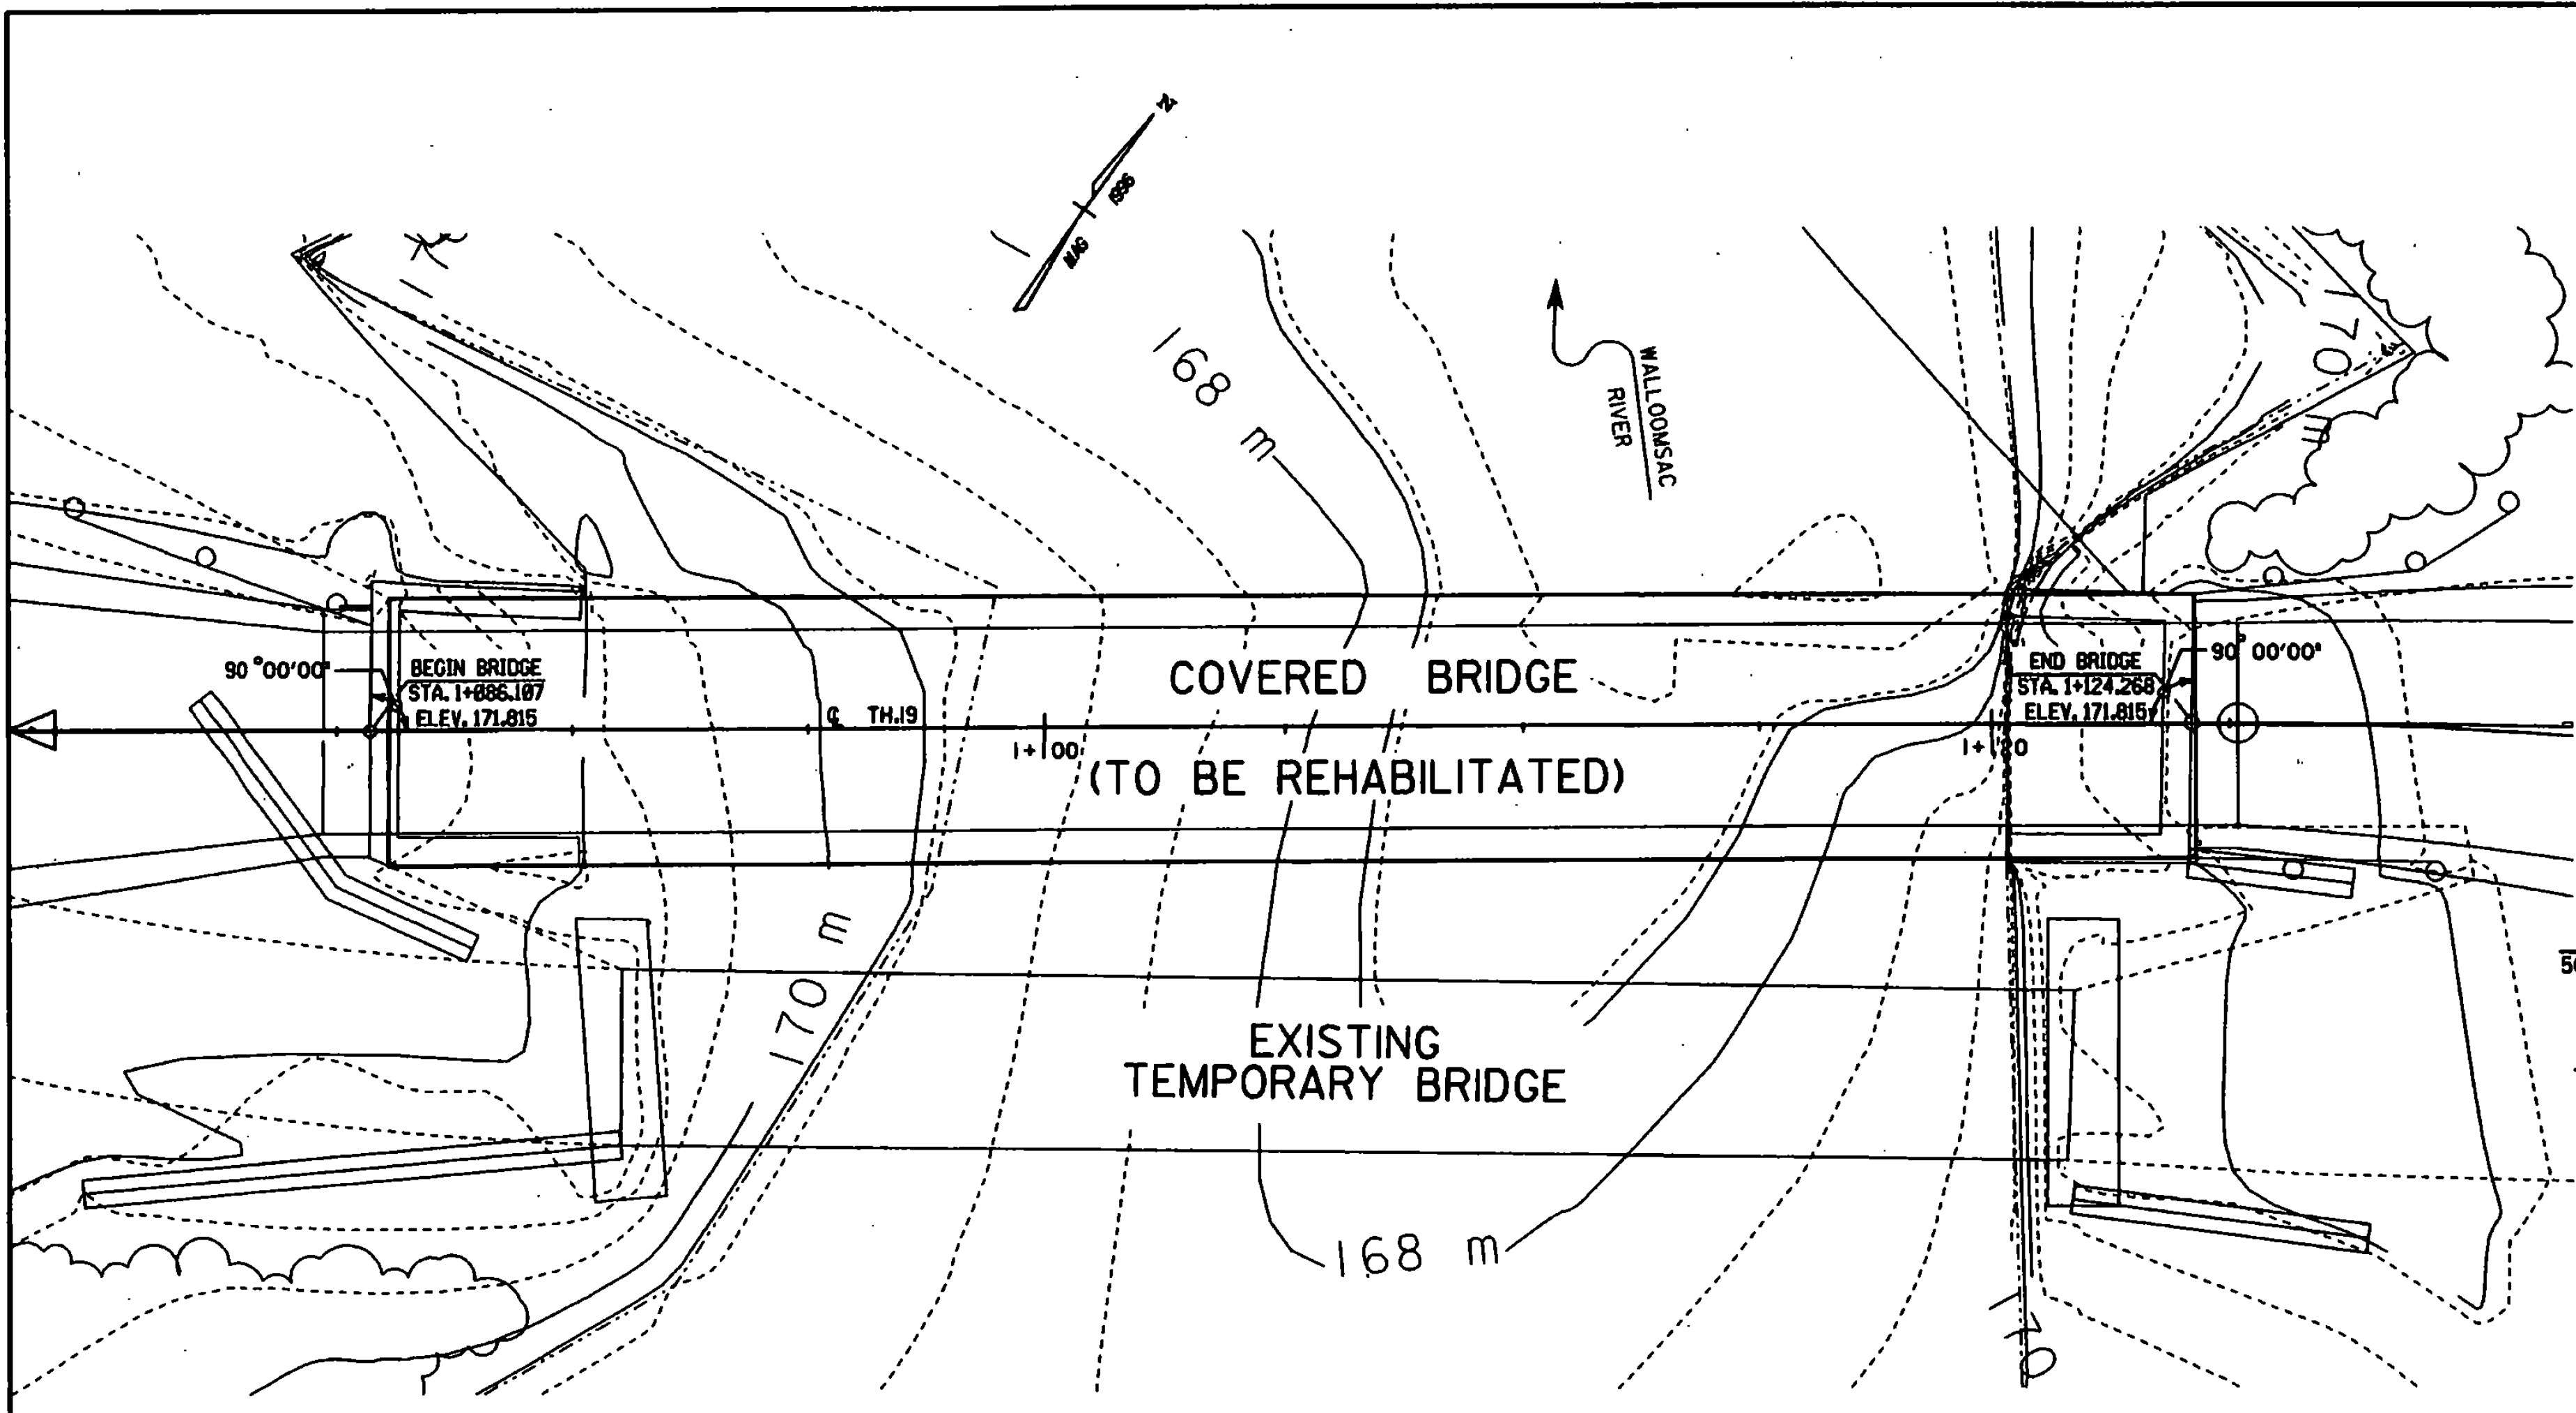 N
1996
MAG
168 m
WALLOOMSAC
RIVER
170 m
90°00'00"
BEGIN BRIDGE
STA. 1+086.107
ELEV. 171.815
℄ TH.19
COVERED BRIDGE
(TO BE REHABILITATED)
1+100
1+120
END BRIDGE
STA. 1+124.268
ELEV. 171.815
90°00'00"
170 m
EXISTING
TEMPORARY BRIDGE
168 m
170